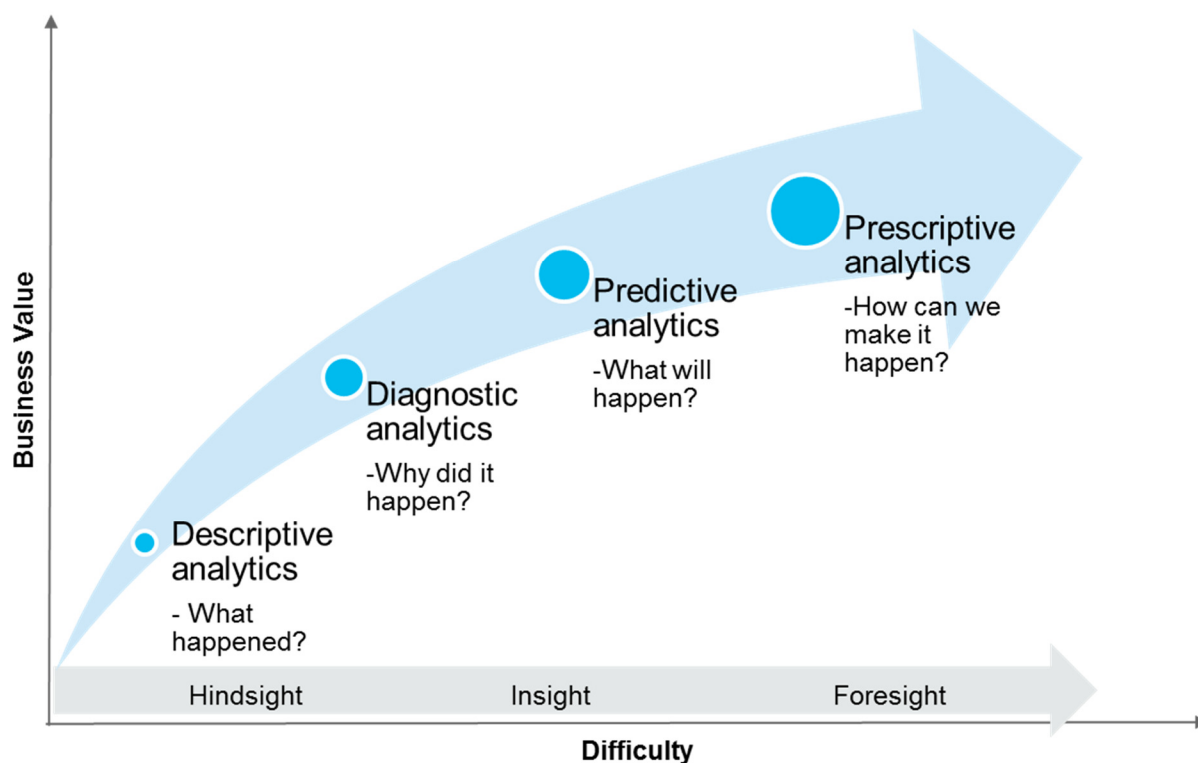 Business Value
Prescriptive
analytics
-How can we
make it
happen?
Predictive
analytics
-What will
happen?
Diagnostic
analytics
-Why did it
happen?
Descriptive
analytics
- What
happened?
Hindsight
Insight
Foresight
Difficulty